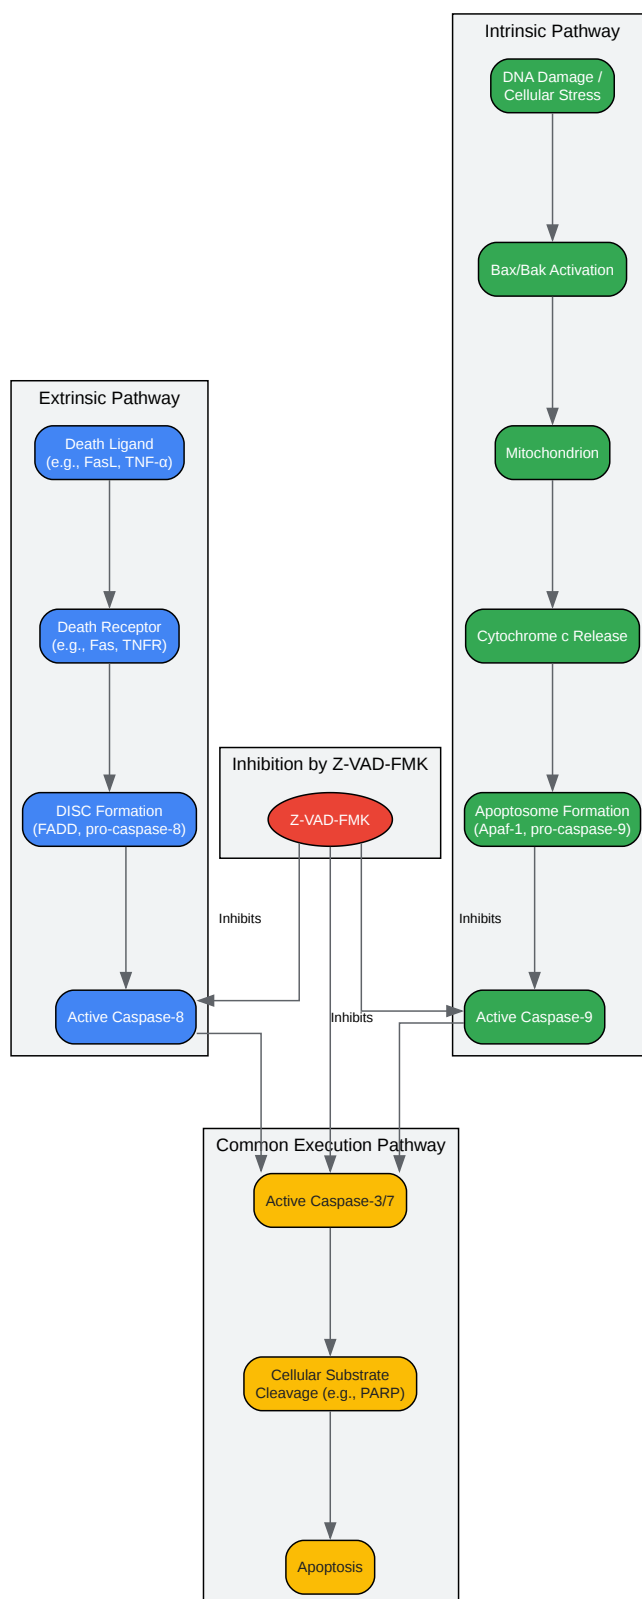 Intrinsic Pathway
DNA Damage /
Cellular Stress
Bax/Bak Activation
Mitochondrion
Cytochrome c Release
Apoptosome Formation
(Apaf-1, pro-caspase-9)
Inhibits
Active Caspase-9
Extrinsic Pathway
Death Ligand
(e.g., FasL, TNF-α)
Death Receptor
(e.g., Fas, TNFR)
DISC Formation
(FADD, pro-caspase-8)
Active Caspase-8
Inhibition by Z-VAD-FMK
Z-VAD-FMK
Inhibits
Inhibits
Common Execution Pathway
Active Caspase-3/7
Cellular Substrate
Cleavage (e.g., PARP)
Apoptosis